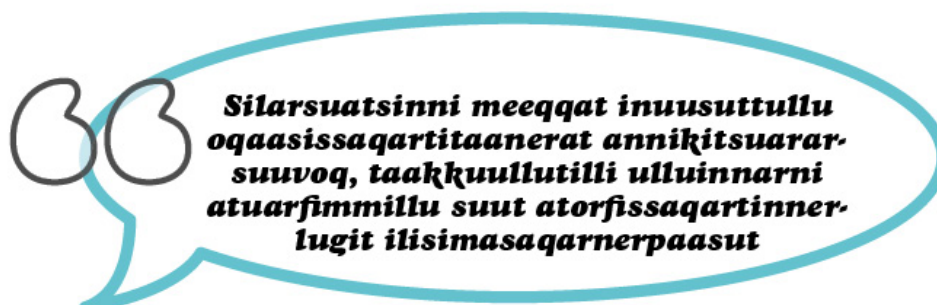 Silarsuatsinni meeqqat inuusuttullu
oqaasissaqartitaanerat annikitsuarar-
suuvoq, taakkuullutilli ulluinnarni
atuarfimmillu suut atorfissaqartinner-
lugit ilisimasaqarnerpaasut